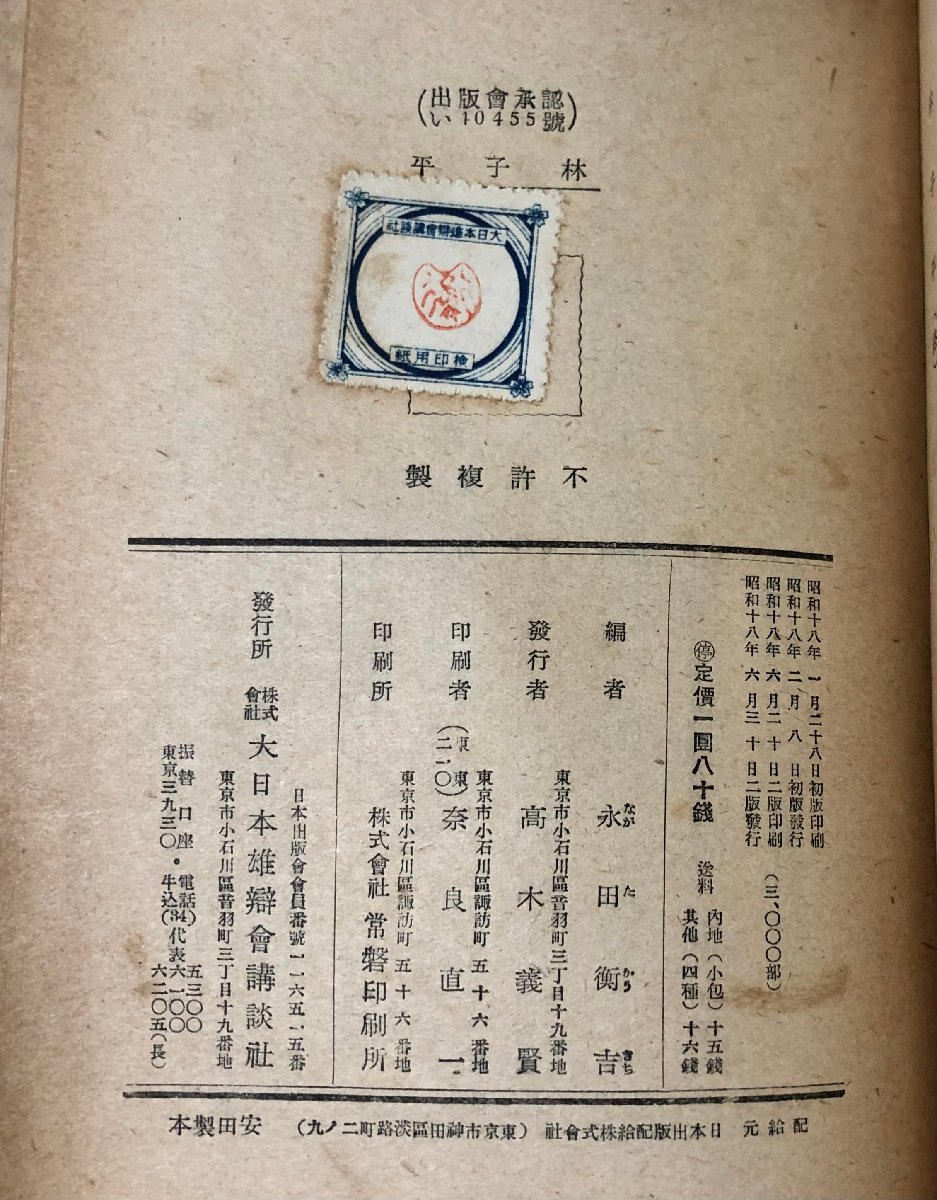 (出版會承認
い10455號)
林子平
大日本雄辯會講談社
檢印用紙
不許複製
昭和十八年一月二十八日初版印刷
昭和十八年二月八日初版發行
昭和十八年六月二十日二版印刷
昭和十八年六月三十日二版發行
(三、〇〇〇部)
㊡定價一圓八十錢
送料
內地(小包)十五錢
其他(四種)十六錢
編者 永田衡吉
なが た かう きち
東京市小石川區音羽町三丁目十九番地
發行者 高木義賢
東京市小石川區諏訪町五十六番地
印刷者 (東東二、〇) 奈良直一
東京市小石川區諏訪町五十六番地
印刷所 株式會社 常磐印刷所
日本出版會會員番號一一六五一五番
發行所 株式會社 大日本雄辯會講談社
東京市小石川區音羽町三丁目十九番地
振替口座東京三九三〇・電話牛込(34)代表
五三〇〇
六一〇〇
六二〇五(長)
配給元 日本出版配給株式會社 (東京市神田區淡路町二ノ九) 安田製本